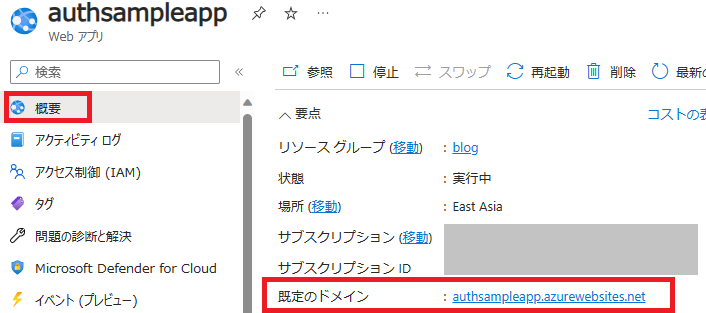 authsampleapp
Web アプリ
検索
«
参照 停止 スワップ 再起動 削除 最新の
概要
アクティビティ ログ
アクセス制御 (IAM)
タグ
問題の診断と解決
Microsoft Defender for Cloud
イベント (プレビュー)
要点
コストの表
リソース グループ (移動) : blog
状態 : 実行中
場所 (移動) : East Asia
サブスクリプション (移動)
サブスクリプション ID
既定のドメイン : authsampleapp.azurewebsites.net